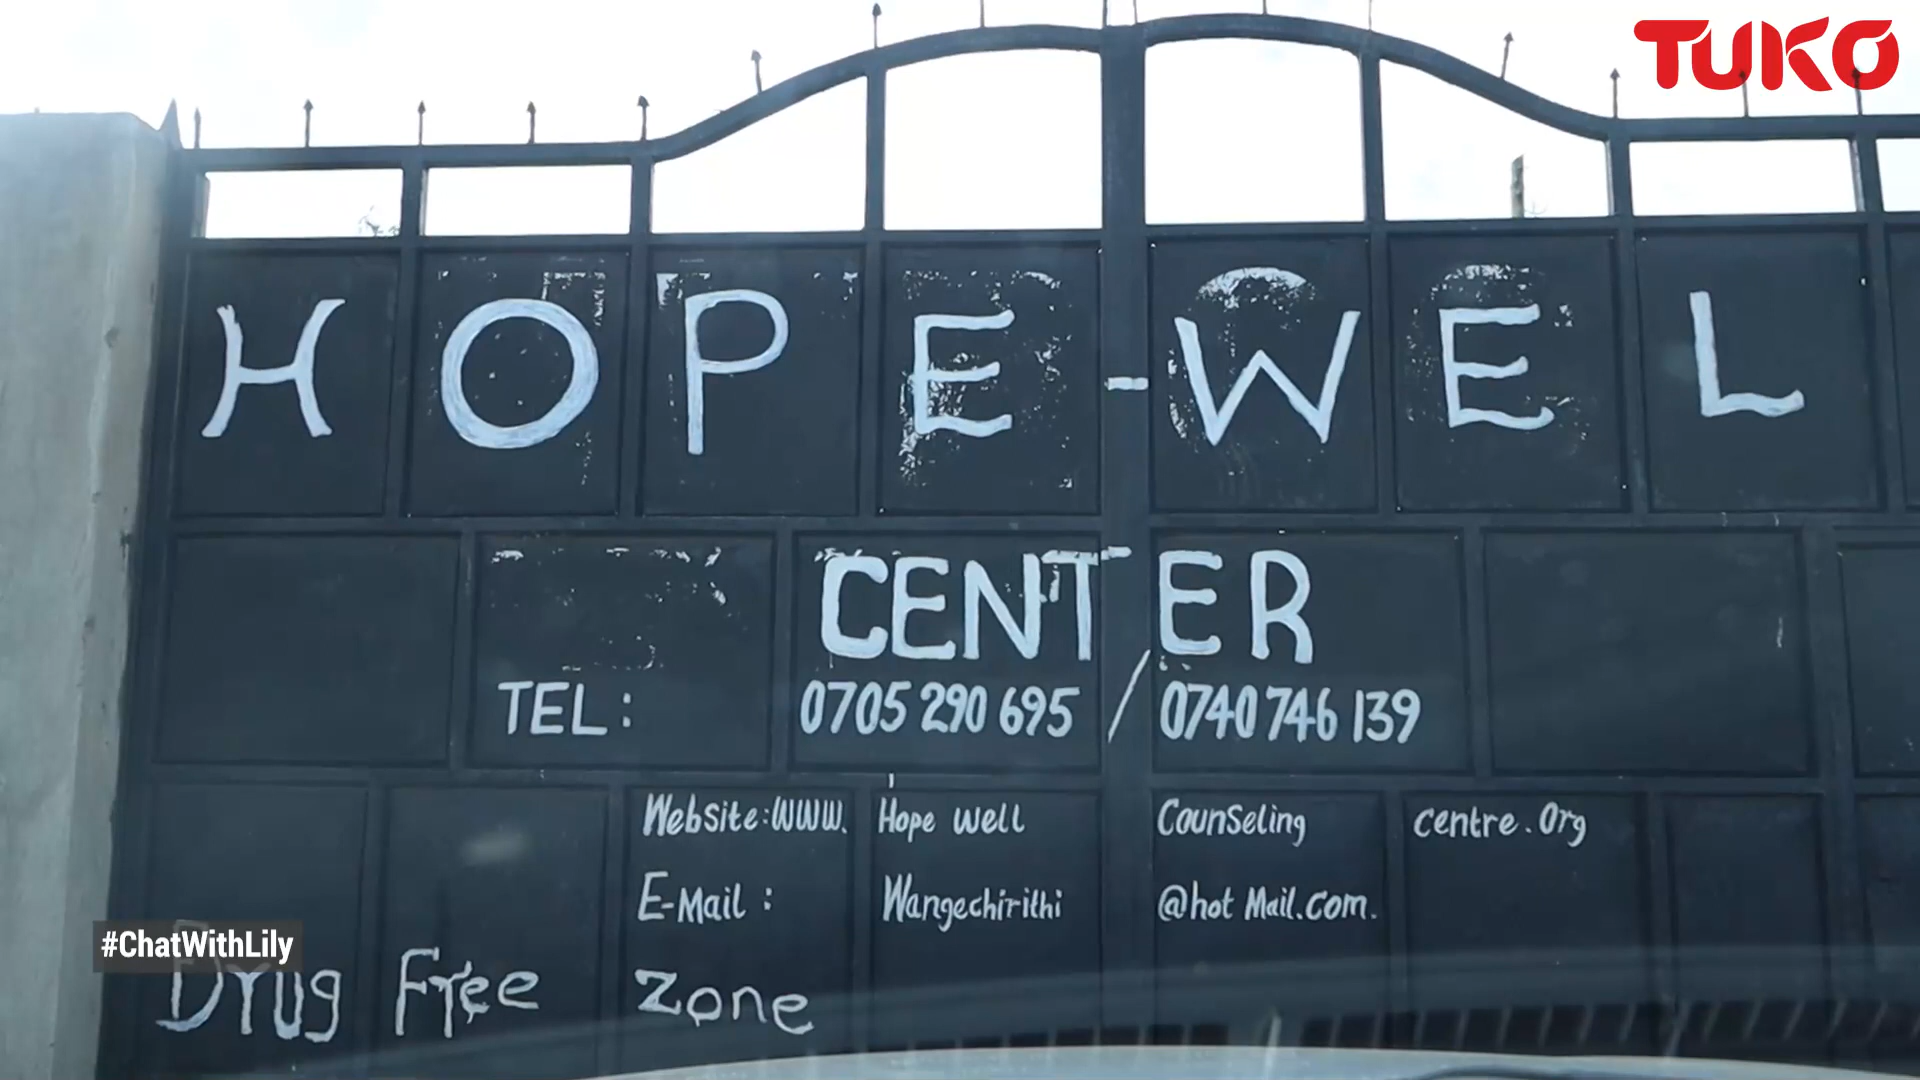 TUKO
HOPE-WEL
CENTER
TEL: 0705 290 695 / 0740 746 139
Website:WWW. Hope well Counseling centre.Org
E-Mail: Wangechirithi @hot Mail.com.
#ChatWithLily
Drug Free Zone